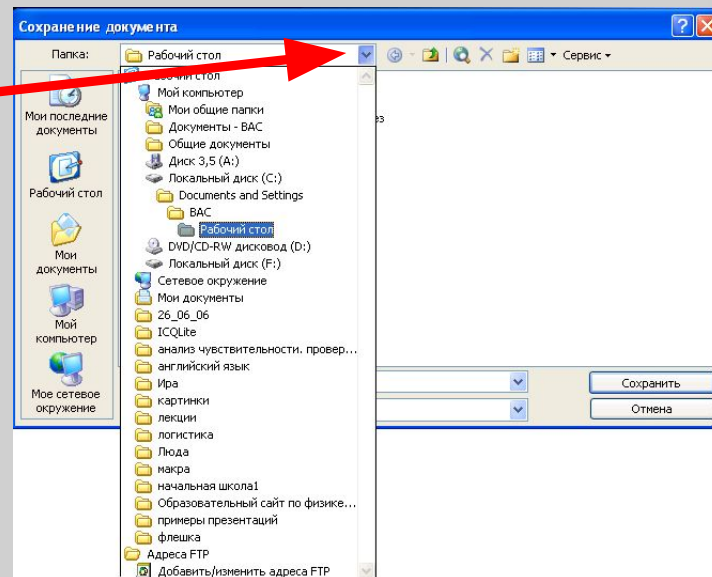 Сохранение документа
Папка:
Рабочий стол
Сервис
Мои последние
документы
Рабочий стол
Мои
документы
Мой
компьютер
Мое сетевое
окружение
стол
Мой компьютер
Мои общие папки
Документы - ВАС
Общие документы
Диск 3,5 (A:)
Локальный диск (C:)
Documents and Settings
ВАС
Рабочий стол
DVD/CD-RW дисковод (D:)
Локальный диск (F:)
Сетевое окружение
Мои документы
26_06_06
ICQLite
анализ чувствительности. провер...
английский язык
Ира
картинки
лекции
логистика
Люда
макра
начальная школа1
Образовательный сайт по физике...
примеры презентаций
флешка
Адреса FTP
Добавить/изменить адреса FTP
Сохранить
Отмена